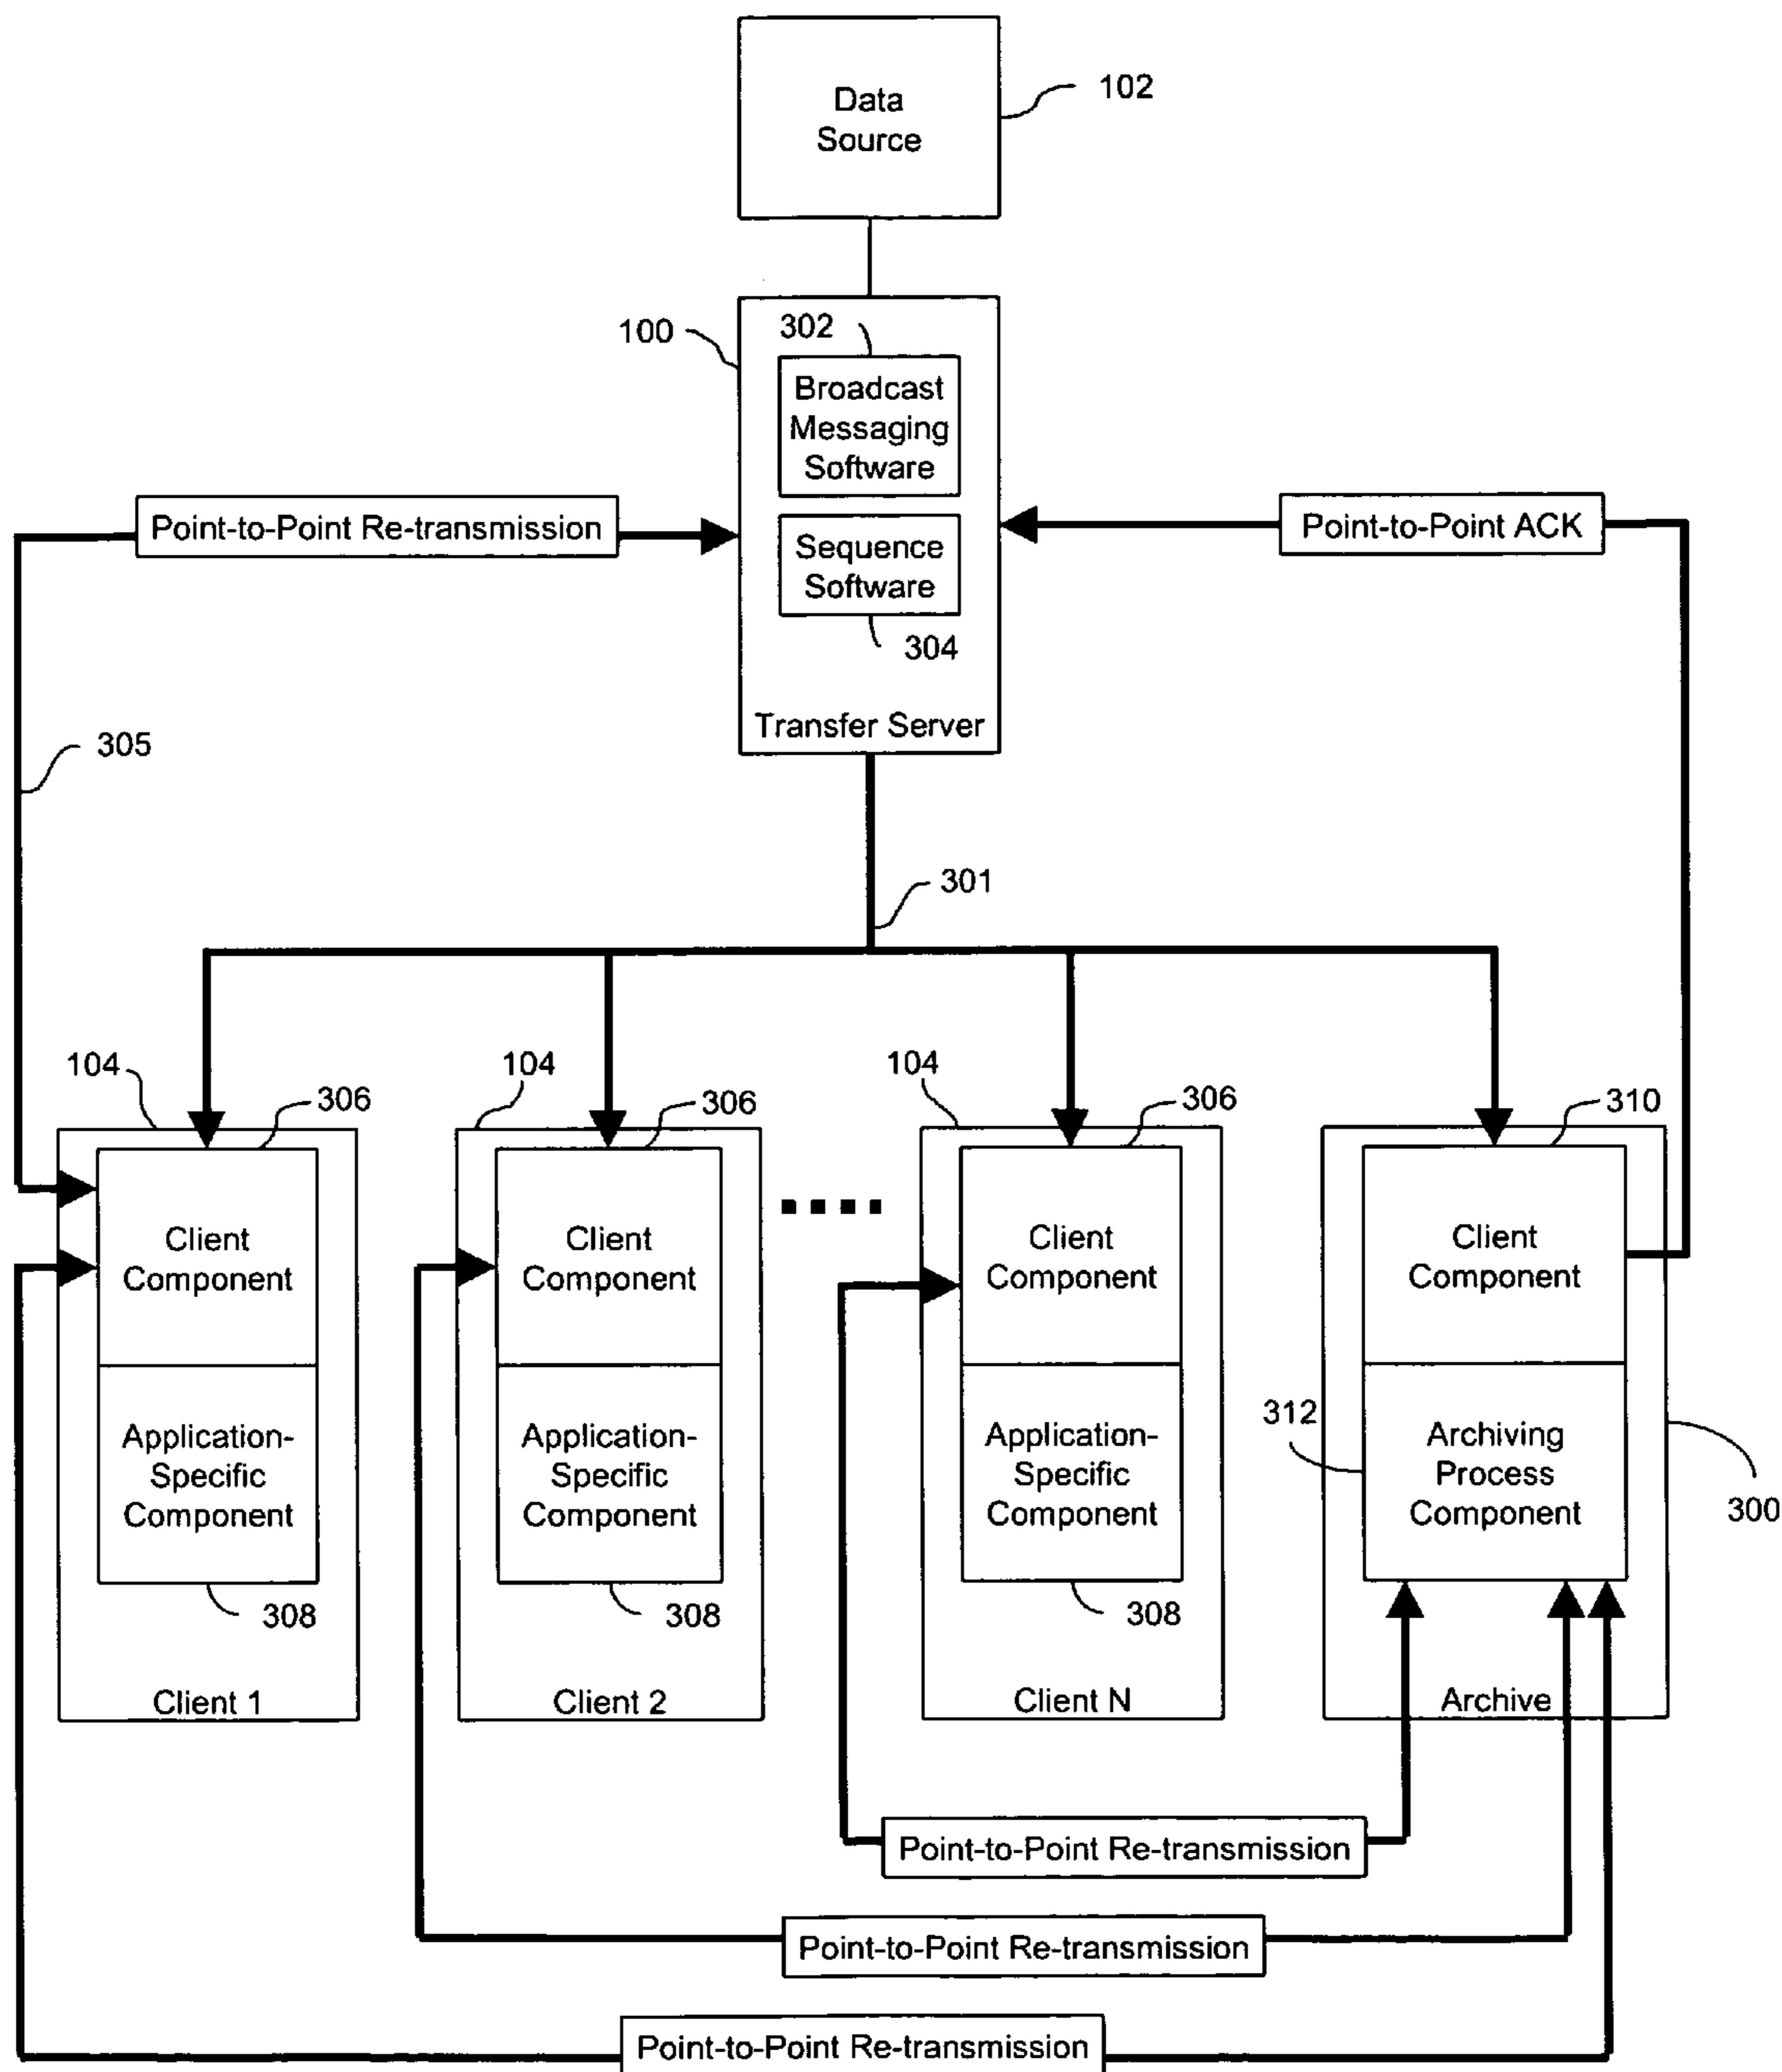 Data
Source
102
100
302
Broadcast
Messaging
Software
Sequence
Software
304
Transfer Server
Point-to-Point Re-transmission
Point-to-Point ACK
305
301
104
306
104
306
104
306
310
Client
Component
Client
Component
Client
Component
Client
Component
Application-
Specific
Component
Application-
Specific
Component
Application-
Specific
Component
312
Archiving
Process
Component
300
308
308
308
Client 1
Client 2
Client N
Archive
Point-to-Point Re-transmission
Point-to-Point Re-transmission
Point-to-Point Re-transmission